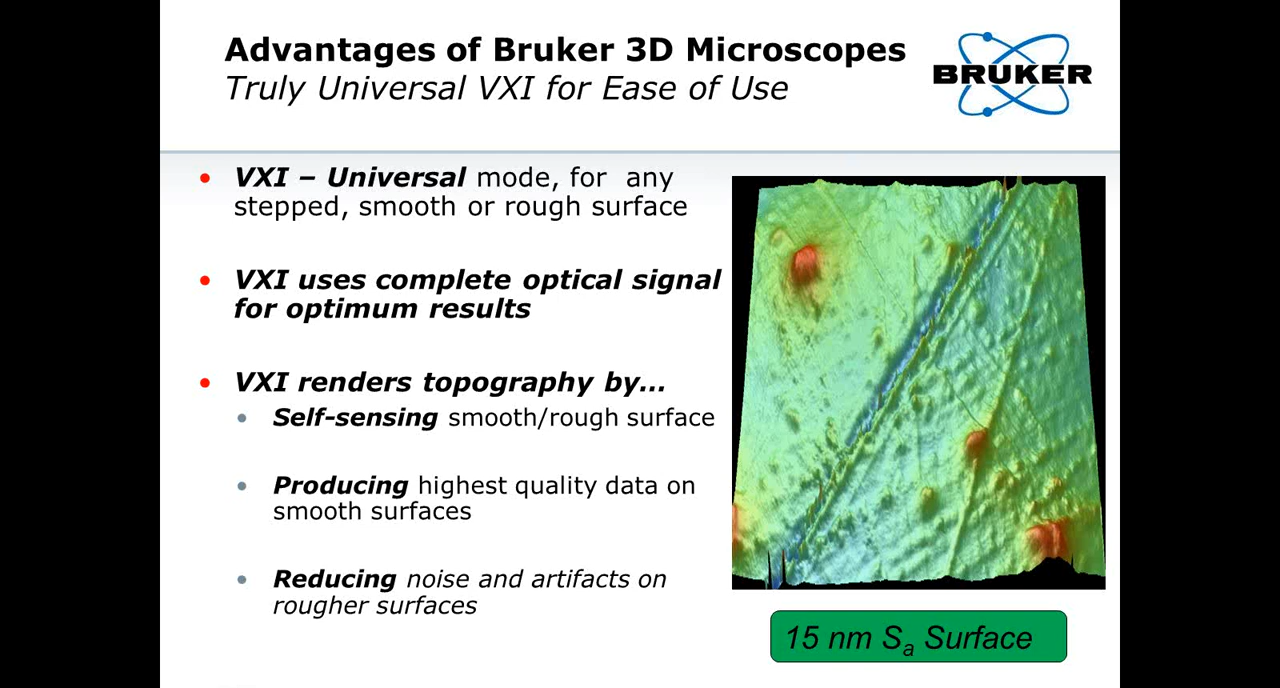 Advantages of Bruker 3D Microscopes
Truly Universal VXI for Ease of Use
BRUKER
• VXI – Universal mode, for any
stepped, smooth or rough surface
• VXI uses complete optical signal
for optimum results
• VXI renders topography by…
• Self-sensing smooth/rough surface
• Producing highest quality data on
smooth surfaces
• Reducing noise and artifacts on
rougher surfaces
15 nm Sa Surface